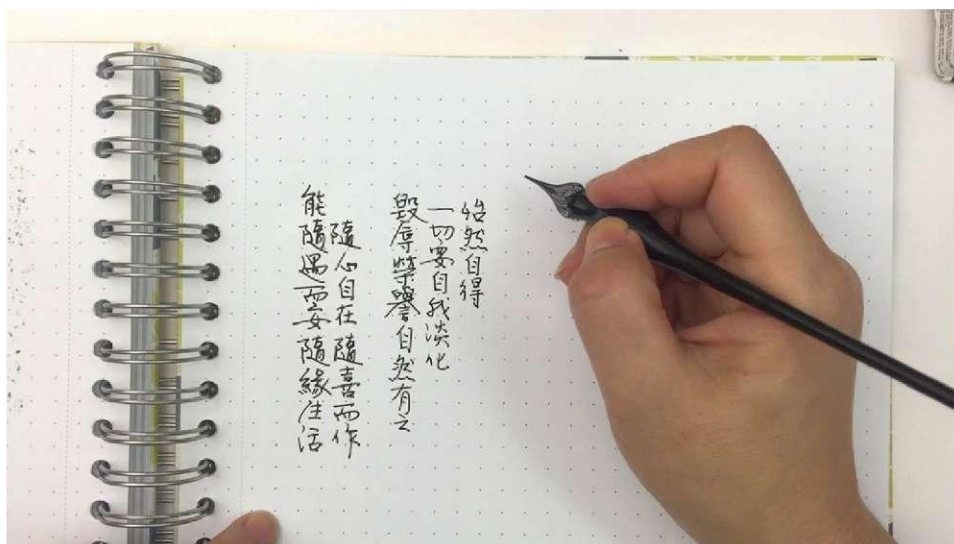 怡然自得
一切要自我淡化
毀辱榮譽自然有之
隨心自在 隨喜而作
能隨遇而安 隨緣生活